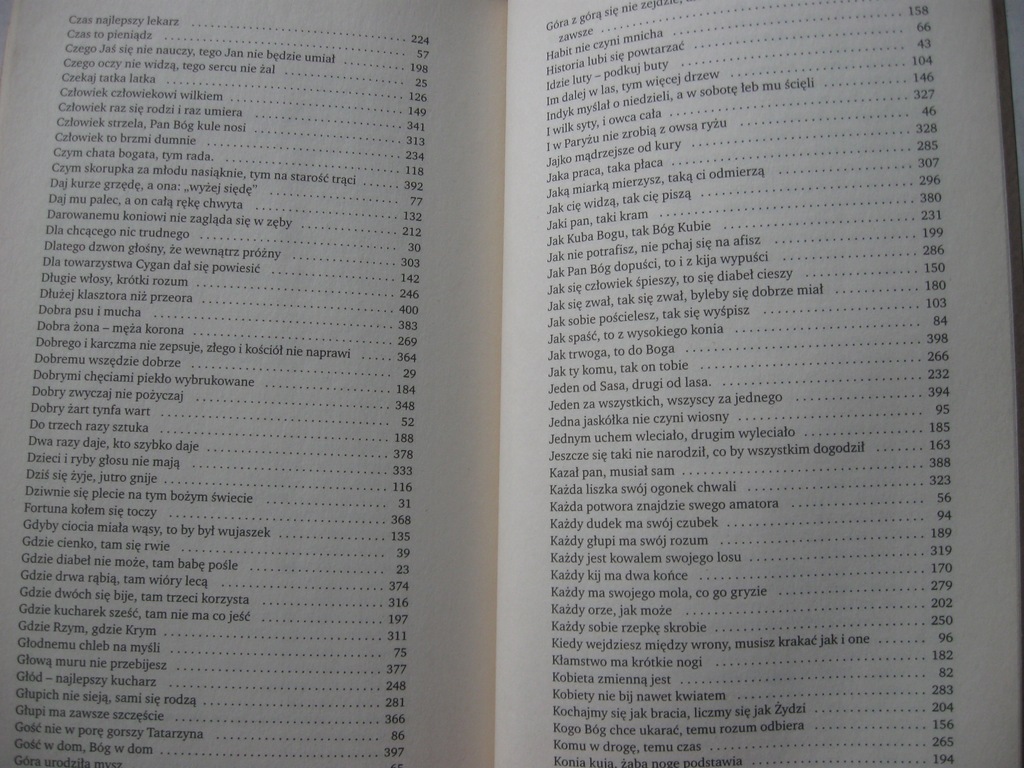 Czas najlepszy lekarz ........ 224
Czas to pieniądz ........ 57
Czego Jaś się nie nauczy, tego Jan nie będzie umiał ........ 198
Czego oczy nie widzą, tego sercu nie żal ........ 25
Czekaj tatka latka ........ 126
Człowiek człowiekowi wilkiem ........ 149
Człowiek raz się rodzi i raz umiera ........ 341
Człowiek strzela, Pan Bóg kule nosi ........ 313
Człowiek to brzmi dumnie ........ 234
Czym chata bogata, tym rada. ........ 118
Czym skorupka za młodu nasiąknie, tym na starość trąci ...... 392
Daj kurze grzędę, a ona: „wyżej siędę” ........ 77
Daj mu palec, a on całą rękę chwyta ........ 132
Darowanemu koniowi nie zagląda się w zęby ........ 212
Dla chcącego nic trudnego ........ 30
Dlatego dzwon głośny, że wewnątrz próżny ........ 303
Dla towarzystwa Cygan dał się powiesić ........ 142
Długie włosy, krótki rozum ........ 246
Dłużej klasztora niż przeora ........ 400
Dobra psu i mucha ........ 383
Dobra żona – męża korona ........ 269
Dobrego i karczma nie zepsuje, złego i kościół nie naprawi ..... 364
Dobremu wszędzie dobrze ........ 29
Dobrymi chęciami piekło wybrukowane ........ 184
Dobry zwyczaj nie pożyczaj ........ 348
Dobry żart tynfa wart ........ 52
Do trzech razy sztuka ........ 188
Dwa razy daje, kto szybko daje ........ 378
Dzieci i ryby głosu nie mają ........ 333
Dziś się żyje, jutro gnije ........ 116
Dziwnie się plecie na tym bożym świecie ........ 31
Fortuna kołem się toczy ........ 368
Gdyby ciocia miała wąsy, to by był wujaszek ........ 135
Gdzie cienko, tam się rwie ........ 39
Gdzie diabeł nie może, tam babę pośle ........ 23
Gdzie drwa rąbią, tam wióry lecą ........ 374
Gdzie dwóch się bije, tam trzeci korzysta ........ 316
Gdzie kucharek sześć, tam nie ma co jeść ........ 197
Gdzie Rzym, gdzie Krym ........ 311
Głodnemu chleb na myśli ........ 75
Głową muru nie przebijesz ........ 377
Głód – najlepszy kucharz ........ 248
Głupich nie sieją, sami się rodzą ........ 281
Głupi ma zawsze szczęście ........ 366
Gość nie w porę gorszy Tatarzyna ........ 86
Gość w dom, Bóg w dom ........ 397
Góra urodziła mysz ........ 65
Góra z górą się nie zejdzie,
zawsze ........
Habit nie czyni mnicha ........ 158
Historia lubi się powtarzać ........ 66
Idzie luty – podkuj buty ........ 43
Im dalej w las, tym więcej drzew ........ 104
Indyk myślał o niedzieli, a w sobotę łeb mu ścięli ........ 146
I wilk syty, i owca cała ........ 327
I w Paryżu nie zrobią z owsa ryżu ........ 46
Jajko mądrzejsze od kury ........ 328
Jaka praca, taka płaca ........ 285
Jaką miarką mierzysz, taką ci odmierzą ........ 307
Jak cię widzą, tak cię piszą ........ 296
Jaki pan, taki kram ........ 380
Jak Kuba Bogu, tak Bóg Kubie ........ 231
Jak nie potrafisz, nie pchaj się na afisz ........ 199
Jak Pan Bóg dopuści, to i z kija wypuści ........ 286
Jak się człowiek śpieszy, to się diabeł cieszy ........ 150
Jak się zwał, tak się zwał, byleby się dobrze miał ........ 180
Jak sobie pościelesz, tak się wyśpisz ........ 103
Jak spaść, to z wysokiego konia ........ 84
Jak trwoga, to do Boga ........ 398
Jak ty komu, tak on tobie ........ 266
Jeden od Sasa, drugi od lasa. ........ 232
Jeden za wszystkich, wszyscy za jednego ........ 394
Jedna jaskółka nie czyni wiosny ........ 95
Jednym uchem wleciało, drugim wyleciało ........ 185
Jeszcze się taki nie narodził, co by wszystkim dogodził ....... 163
Kazał pan, musiał sam ........ 388
Każda liszka swój ogonek chwali ........ 323
Każda potwora znajdzie swego amatora ........ 56
Każdy dudek ma swój czubek ........ 94
Każdy głupi ma swój rozum ........ 189
Każdy jest kowalem swojego losu ........ 319
Każdy kij ma dwa końce ........ 170
Każdy ma swojego mola, co go gryzie ........ 279
Każdy orze, jak może ........ 202
Każdy sobie rzepkę skrobie ........ 250
Kiedy wejdziesz między wrony, musisz krakać jak i one ....... 96
Kłamstwo ma krótkie nogi ........ 182
Kobieta zmienną jest ........ 82
Kobiety nie bij nawet kwiatem ........ 283
Kochajmy się jak bracia, liczmy się jak Żydzi ........ 204
Kogo Bóg chce ukarać, temu rozum odbiera ........ 156
Komu w drogę, temu czas ........ 265
Konia kują, żaba nogę podstawia ........ 194